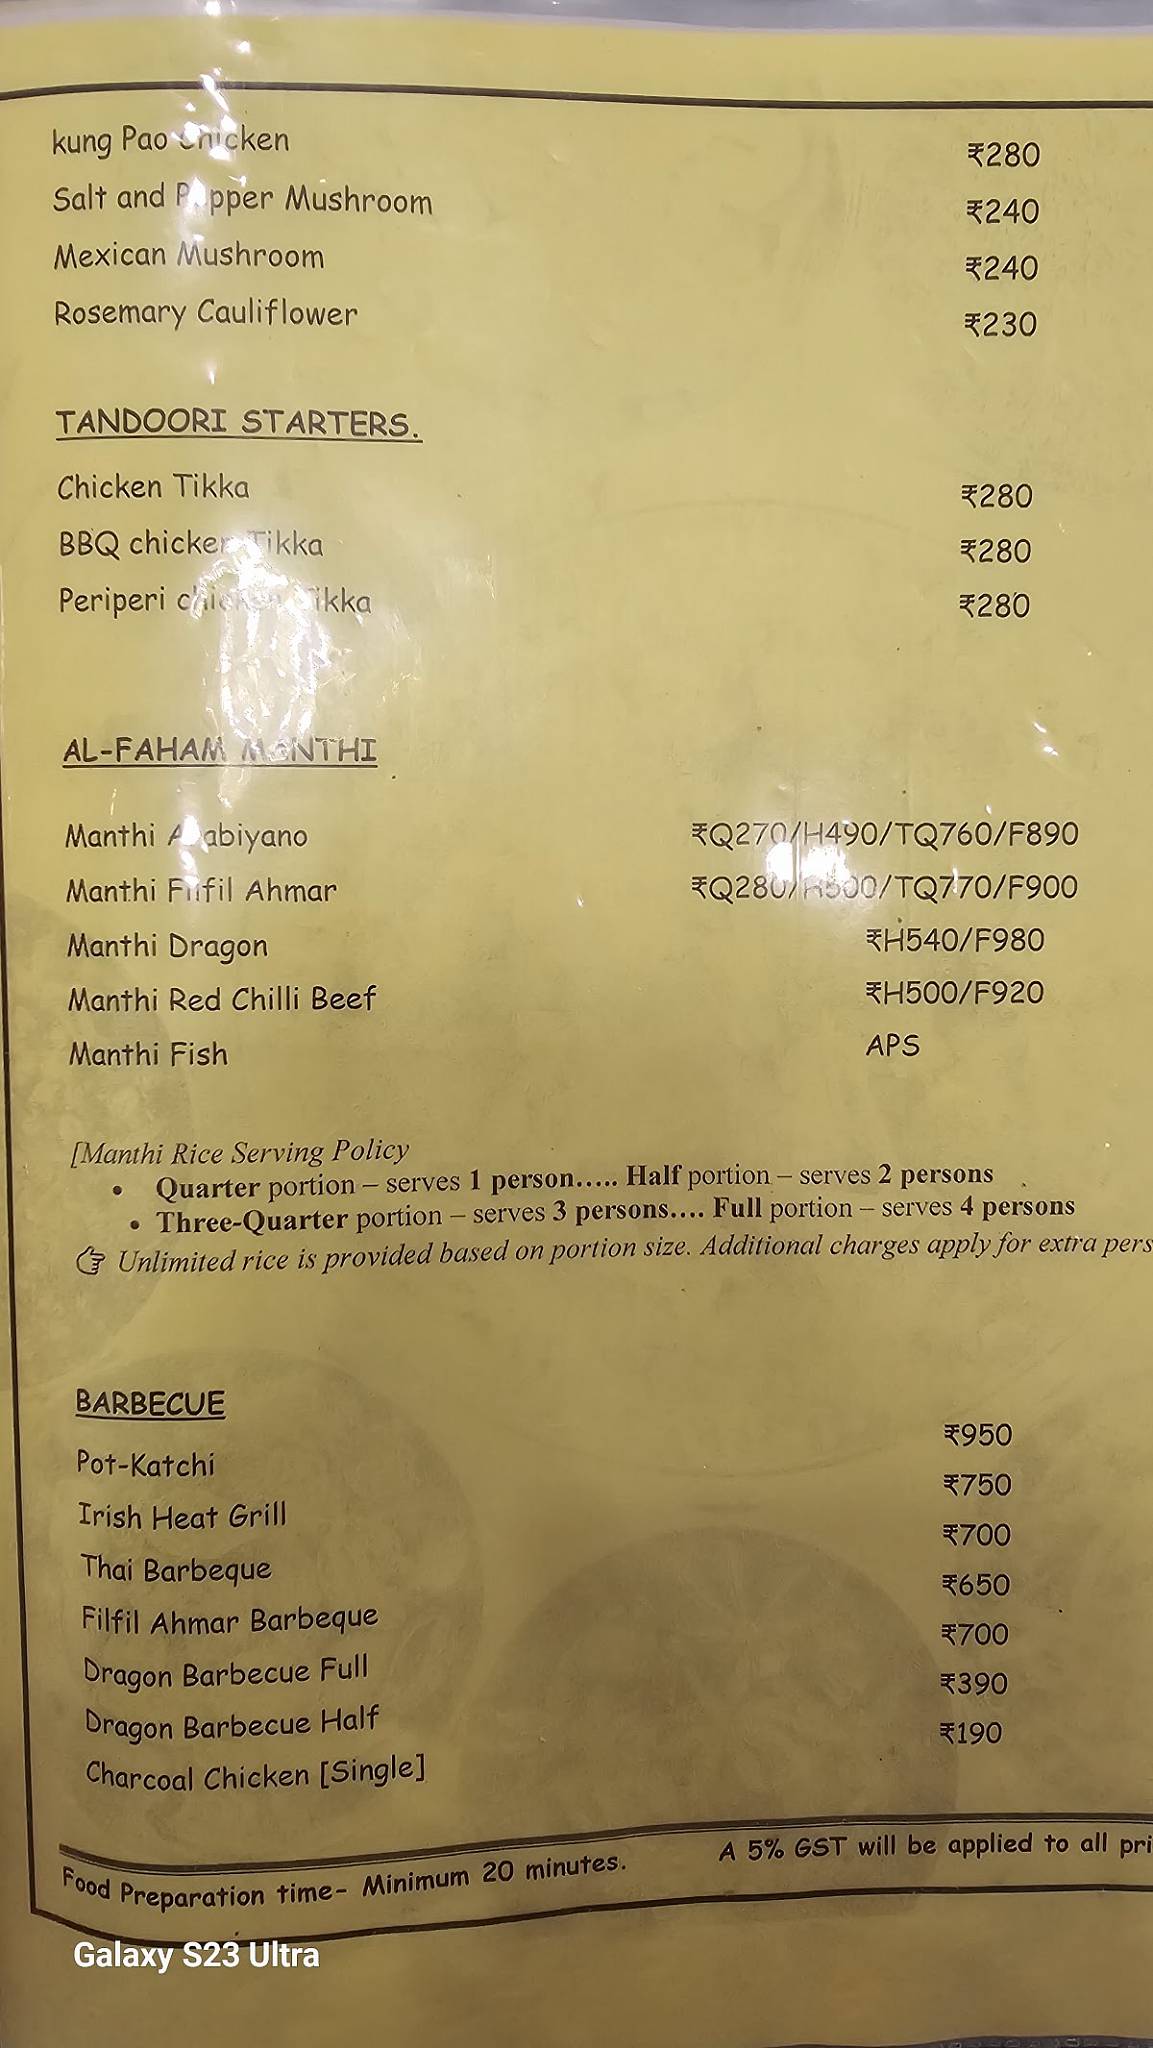 kung Pao Chicken ₹280
Salt and Pepper Mushroom ₹240
Mexican Mushroom ₹240
Rosemary Cauliflower ₹230
TANDOORI STARTERS.
Chicken Tikka ₹280
BBQ chicken Tikka ₹280
Periperi chicken Tikka ₹280
AL-FAHAM MANTHI
Manthi Arabiyano ₹Q270/H490/TQ760/F890
Manthi Filfil Ahmar ₹Q280/H500/TQ770/F900
Manthi Dragon ₹H540/F980
Manthi Red Chilli Beef ₹H500/F920
Manthi Fish APS
[Manthi Rice Serving Policy
• Quarter portion – serves 1 person..... Half portion – serves 2 persons
• Three-Quarter portion – serves 3 persons.... Full portion – serves 4 persons
Unlimited rice is provided based on portion size. Additional charges apply for extra pers
BARBECUE
Pot-Katchi ₹950
Irish Heat Grill ₹750
Thai Barbeque ₹700
Filfil Ahmar Barbeque ₹650
Dragon Barbecue Full ₹700
Dragon Barbecue Half ₹390
Charcoal Chicken [Single] ₹190
Food Preparation time- Minimum 20 minutes. A 5% GST will be applied to all pri
Galaxy S23 Ultra